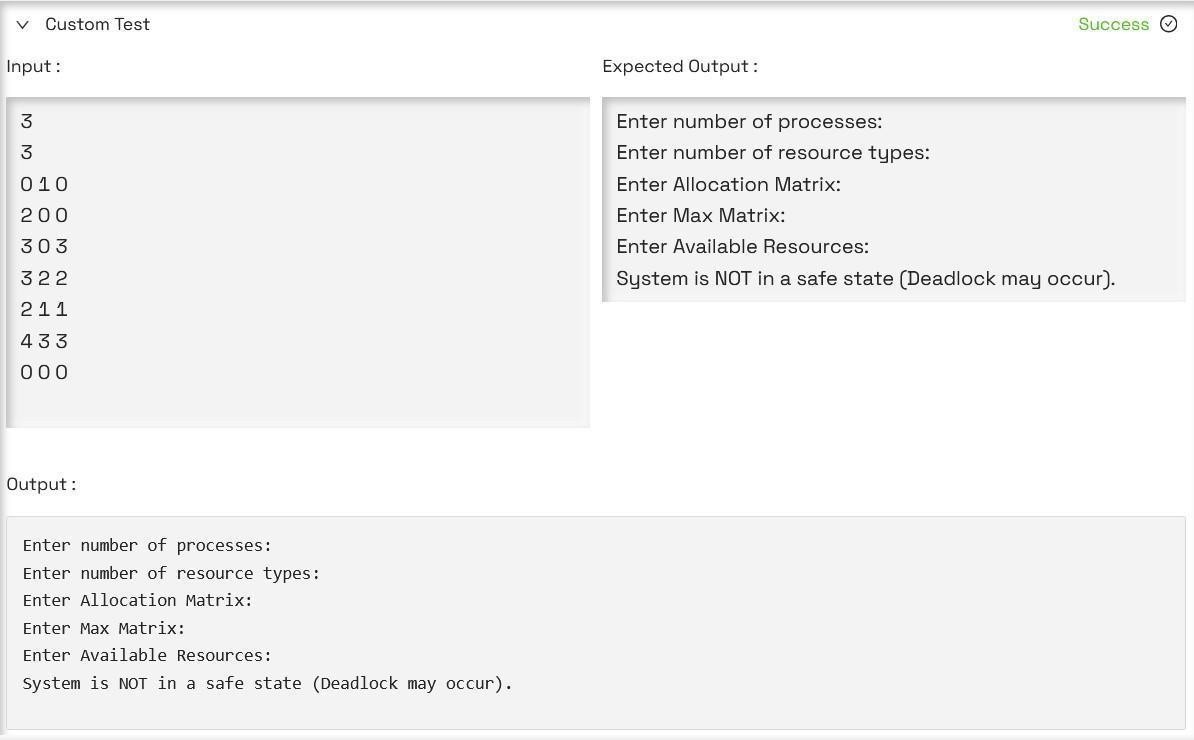 Custom Test
Success
Input :
3
3
0 1 0
2 0 0
3 0 3
3 2 2
2 1 1
4 3 3
0 0 0
Expected Output :
Enter number of processes:
Enter number of resource types:
Enter Allocation Matrix:
Enter Max Matrix:
Enter Available Resources:
System is NOT in a safe state (Deadlock may occur).
Output :
Enter number of processes:
Enter number of resource types:
Enter Allocation Matrix:
Enter Max Matrix:
Enter Available Resources:
System is NOT in a safe state (Deadlock may occur).